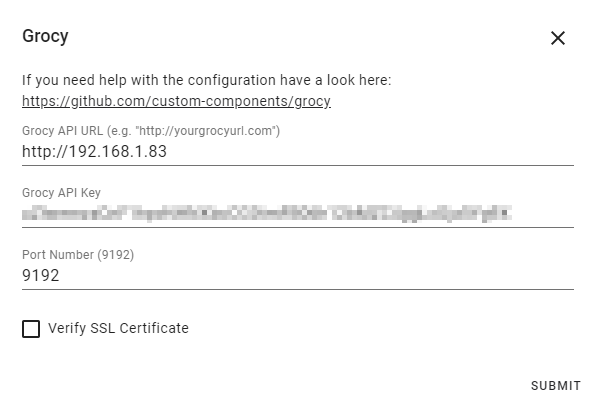 Grocy
If you need help with the configuration have a look here:
https://github.com/custom-components/grocy
Grocy API URL (e.g. "http://yourgrocyurl.com")
http://192.168.1.83
Grocy API Key
Port Number (9192)
9192
Verify SSL Certificate
SUBMIT